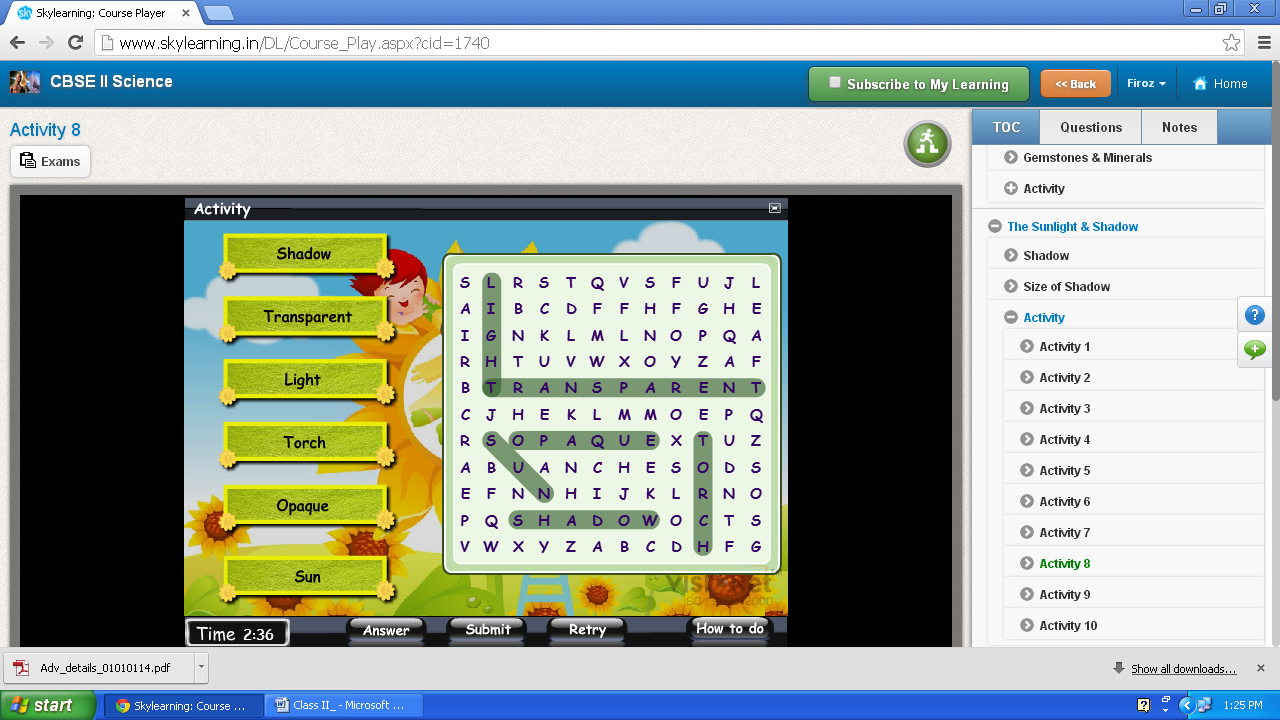 Skylearning: Course Player
www.skylearning.in/DL/Course_Play.aspx?cid=1740
CBSE II Science
Subscribe to My Learning
<< Back
Firoz
Home
Activity 8
Exams
TOC
Questions
Notes
Gemstones & Minerals
Activity
The Sunlight & Shadow
Shadow
Size of Shadow
Activity
Activity 1
Activity 2
Activity 3
Activity 4
Activity 5
Activity 6
Activity 7
Activity 8
Activity 9
Activity 10
Activity
Shadow
Transparent
Light
Torch
Opaque
Sun
S L R S T Q V S F U J L
A I B C D F F H F G H E
I G N K L M L N O P Q A
R H T U V W X O Y Z A F
B T R A N S P A R E N T
C J H E K L M M O E P Q
R S O P A Q U E X T U Z
A B U A N C H E S O D S
E F N N H I J K L R N O
P Q S H A D O W O C T S
V W X Y Z A B C D H F G
Time 2:36
Answer
Submit
Retry
How to do
Adv_details_01010114.pdf
Show all downloads...
start
Skylearning: Course ...
Class II_ - Microsoft ...
1:25 PM